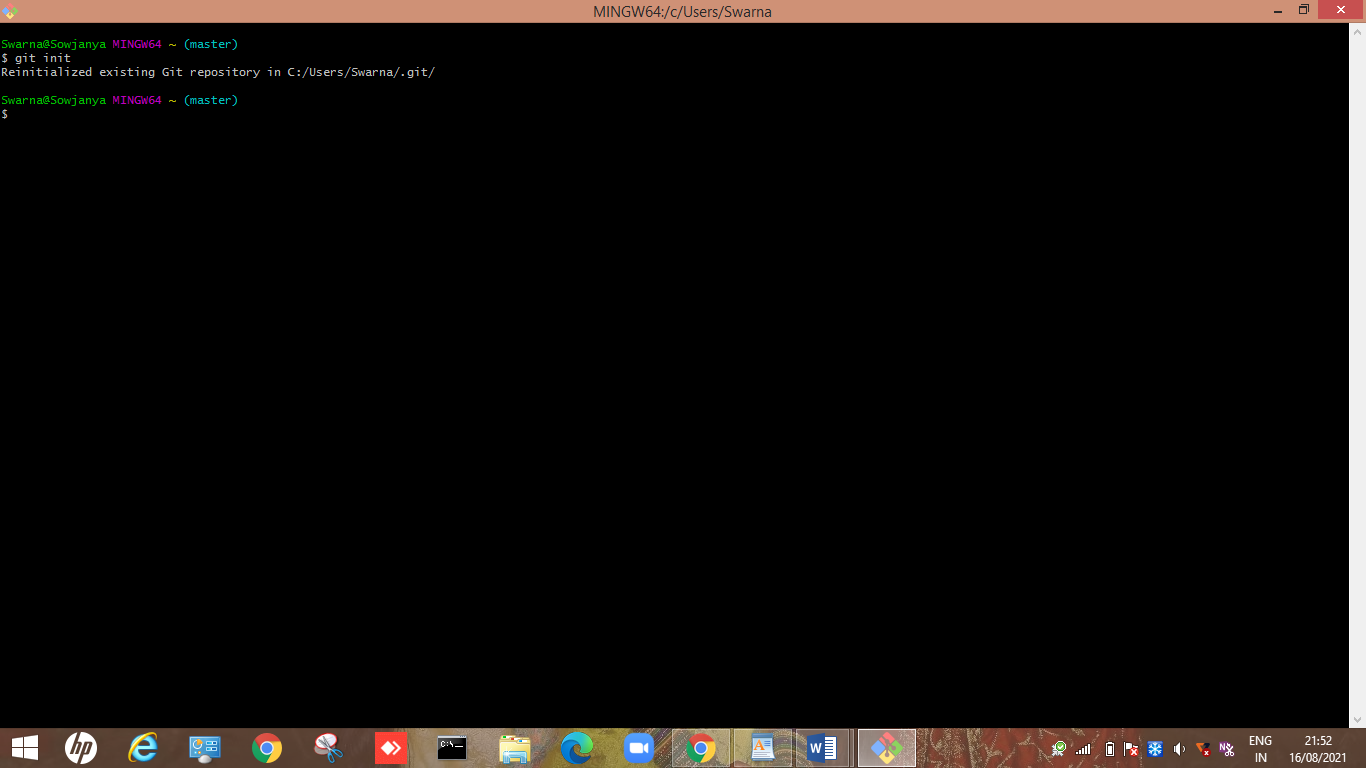 MINGW64:/c/Users/Swarna
Swarna@Sowjanya MINGW64 ~ (master)
$ git init
Reinitialized existing Git repository in C:/Users/Swarna/.git/
Swarna@Sowjanya MINGW64 ~ (master)
$
hp
C:\
W
ENG
IN
21:52
16/08/2021